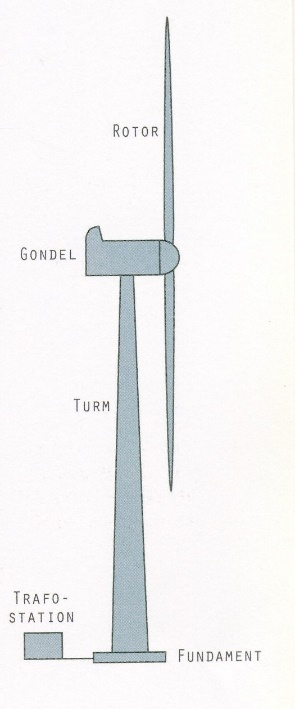 ROTOR
GONDEL
TURM
TRAFO-
STATION
FUNDAMENT